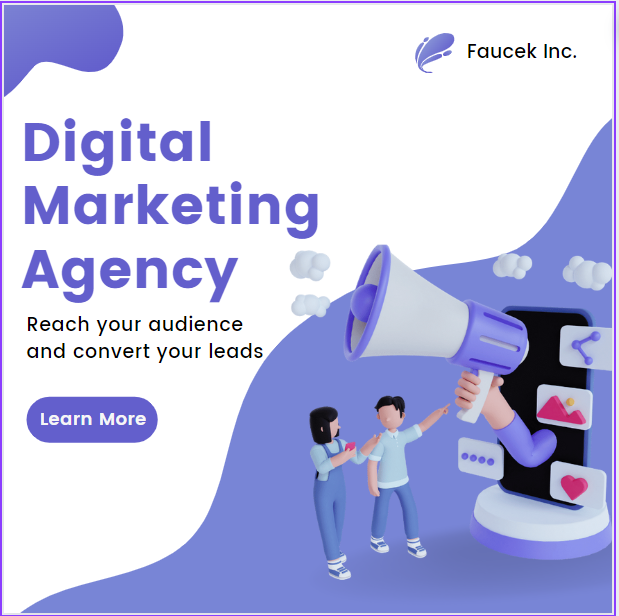 Faucek Inc.
Digital
Marketing
Agency
Reach your audience
and convert your leads
Learn More